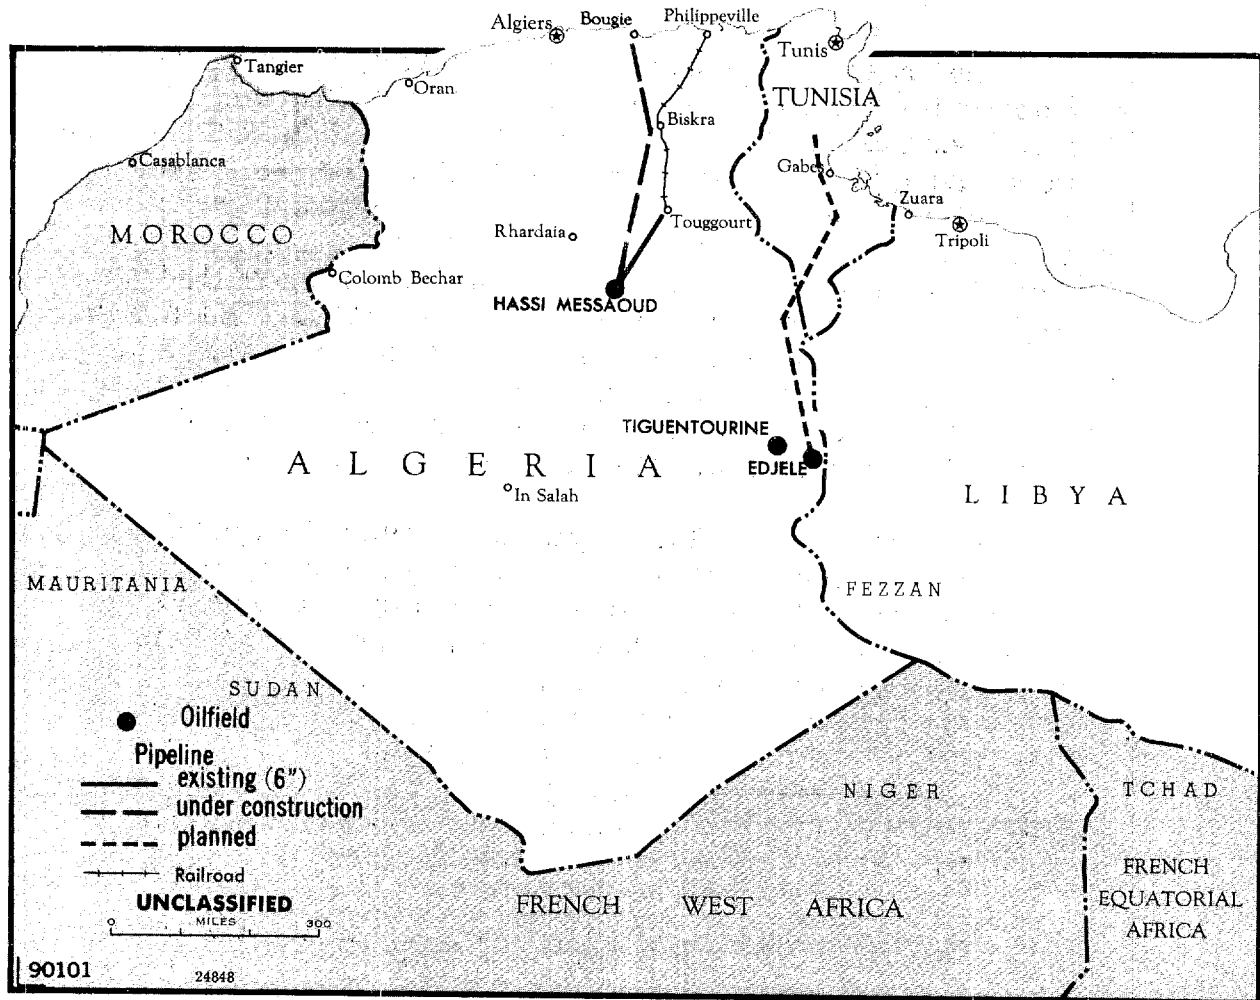 Algiers
Bougie
Philippeville
Tunis
Tangier
Oran
TUNISIA
Biskra
Casablanca
Gabes
Zuara
MOROCCO
Rhardaia
Touggourt
Tripoli
Colomb Bechar
HASSI MESSAOUD
TIGUENTOURINE
ALGERIA
EDJELE
In Salah
LIBYA
MAURITANIA
FEZZAN
SUDAN
Oilfield
Pipeline
existing (6")
under construction
planned
Railroad
UNCLASSIFIED
MILES
0 300
NIGER
TCHAD
FRENCH WEST AFRICA
FRENCH
EQUATORIAL
AFRICA
90101
24848